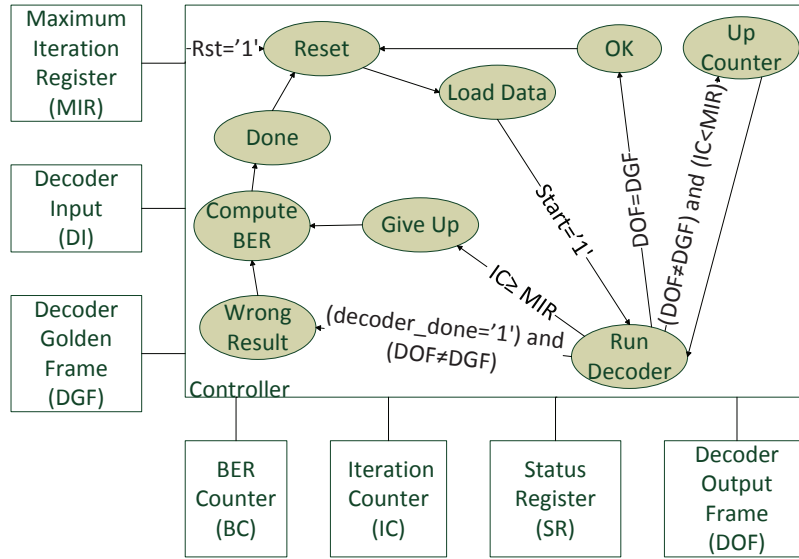 Maximum
Iteration
Register
(MIR)
Decoder
Input
(DI)
Decoder
Golden
Frame
(DGF)
Rst='1'
Reset
OK
Up
Counter
Load Data
Done
Compute
BER
Give Up
Wrong
Result
Run
Decoder
Start='1'
DOF=DGF
(DOF≠DGF) and (IC<MIR)
IC≥ MIR
(decoder_done='1') and
(DOF≠DGF)
Controller
BER
Counter
(BC)
Iteration
Counter
(IC)
Status
Register
(SR)
Decoder
Output
Frame
(DOF)